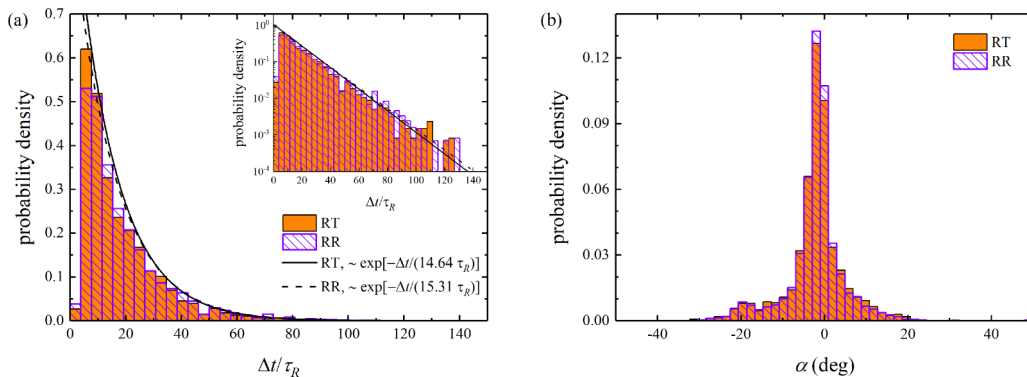 (a)
0.7
0.6
0.5
0.4
0.3
0.2
0.1
0.0
probability density
0 20 40 60 80 100 120 140
Δt/τ_R
10^0
10^-1
10^-2
10^-3
10^-4
probability density
0 20 40 60 80 100 120 140
Δt/τ_R
RT
RR
RT, ~ exp[−Δt/(14.64 τ_R)]
RR, ~ exp[−Δt/(15.31 τ_R)]
(b)
0.12
0.09
0.06
0.03
0.00
probability density
-40 -20 0 20 40
α (deg)
RT
RR